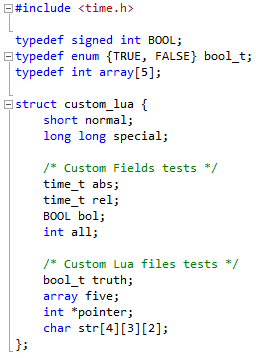 #include <time.h>
typedef signed int BOOL;
typedef enum {TRUE, FALSE} bool_t;
typedef int array[5];
struct custom_lua {
    short normal;
    long long special;
    /* Custom Fields tests */
    time_t abs;
    time_t rel;
    BOOL bol;
    int all;
    /* Custom Lua files tests */
    bool_t truth;
    array five;
    int *pointer;
    char str[4][3][2];
};